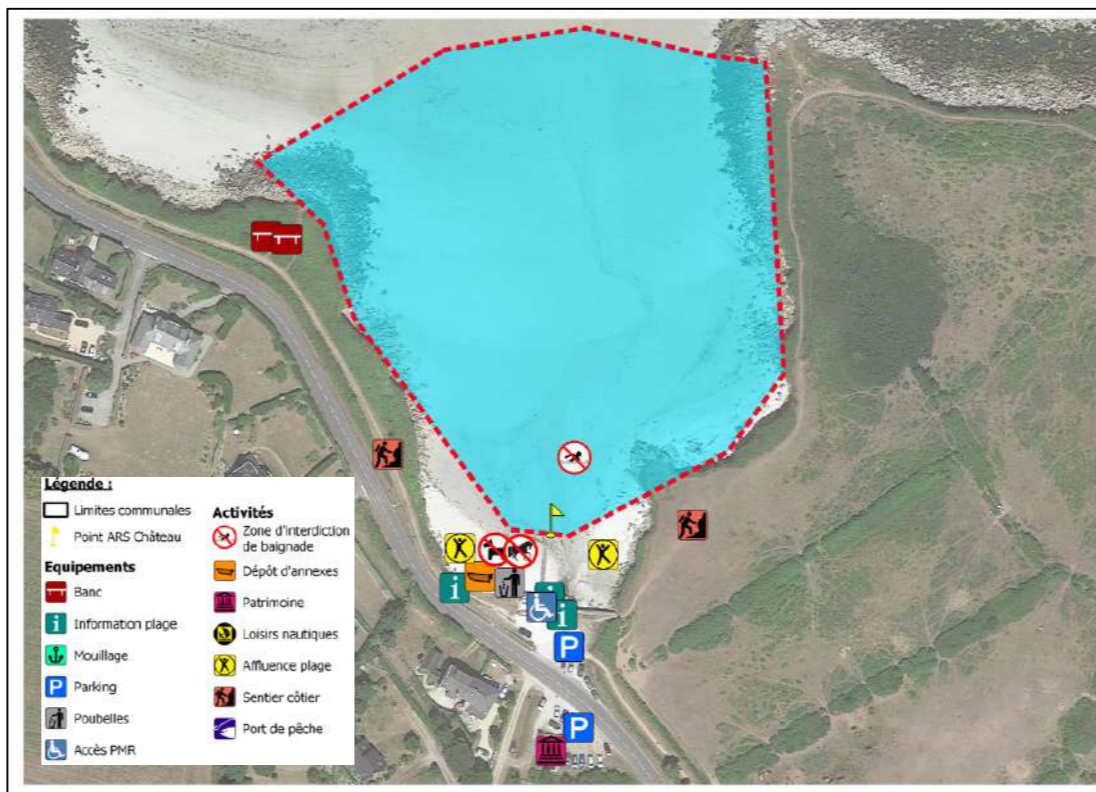 Légende :
Limites communales
Point ARS Château
Equipements
Banc
Information plage
Mouillage
Parking
Poubelles
Accès PMR
Activités
Zone d'interdiction
de baignade
Dépôt d'annexes
Patrimoine
Loisirs nautiques
Affluence plage
Sentier côtier
Port de pêche
i
P
i
i
i
P
P